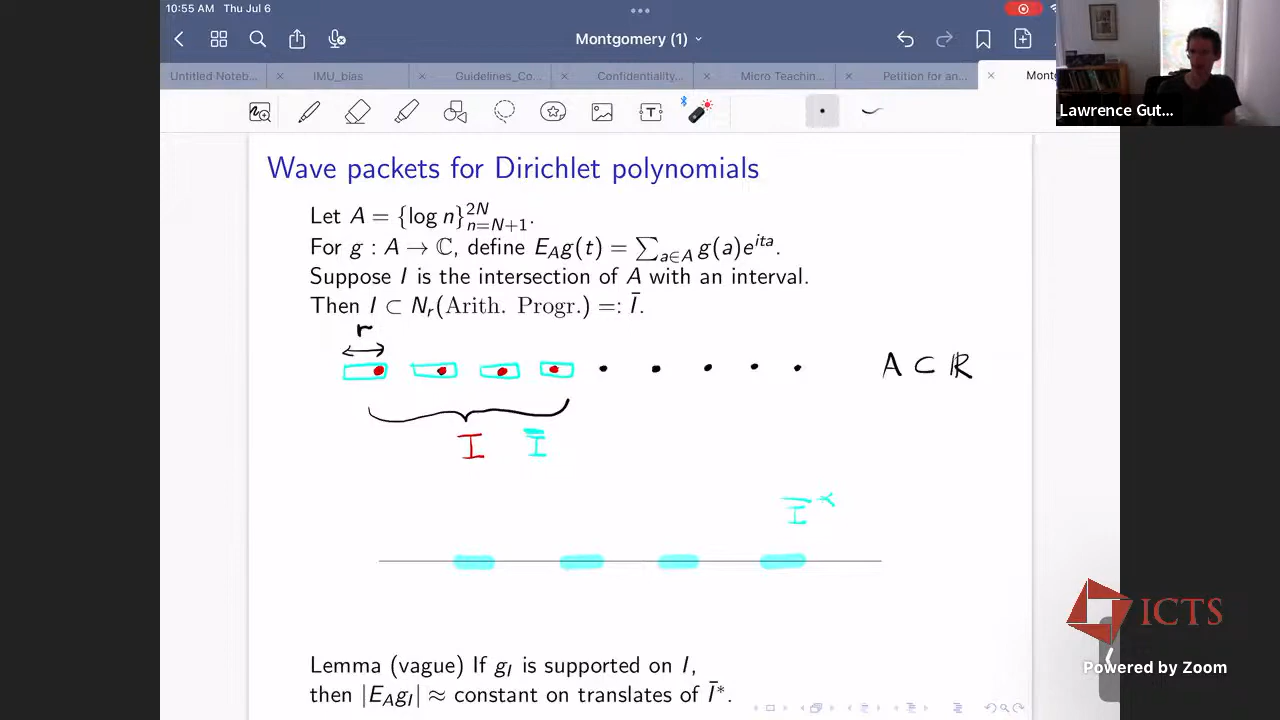 10:55 AM Thu Jul 6
Montgomery (1)
Untitled Noteb... IMU_bias Guidelines_Co... Confidentiality... Micro Teachin... Petition for an... Mont
Lawrence Gut...
Wave packets for Dirichlet polynomials
Let A = {log n}_{n=N+1}^{2N}.
For g : A → ℂ, define E_A g(t) = ∑_{a∈A} g(a)e^{ita}.
Suppose I is the intersection of A with an interval.
Then I ⊂ N_r(Arith. Progr.) =: Ī.
r
A ⊂ ℝ
I Ī
Ī*
ICTS
Powered by Zoom
Lemma (vague) If g_I is supported on I,
then |E_A g_I| ≈ constant on translates of Ī*.